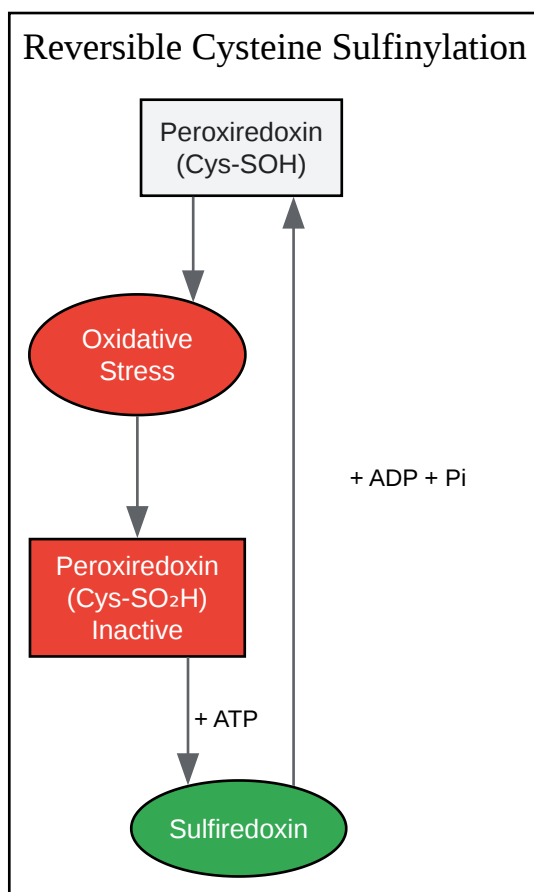 Reversible Cysteine Sulfinylation
Peroxiredoxin
(Cys-SOH)
Oxidative
Stress
+ ADP + Pi
Peroxiredoxin
(Cys-SO₂H)
Inactive
+ ATP
Sulfiredoxin